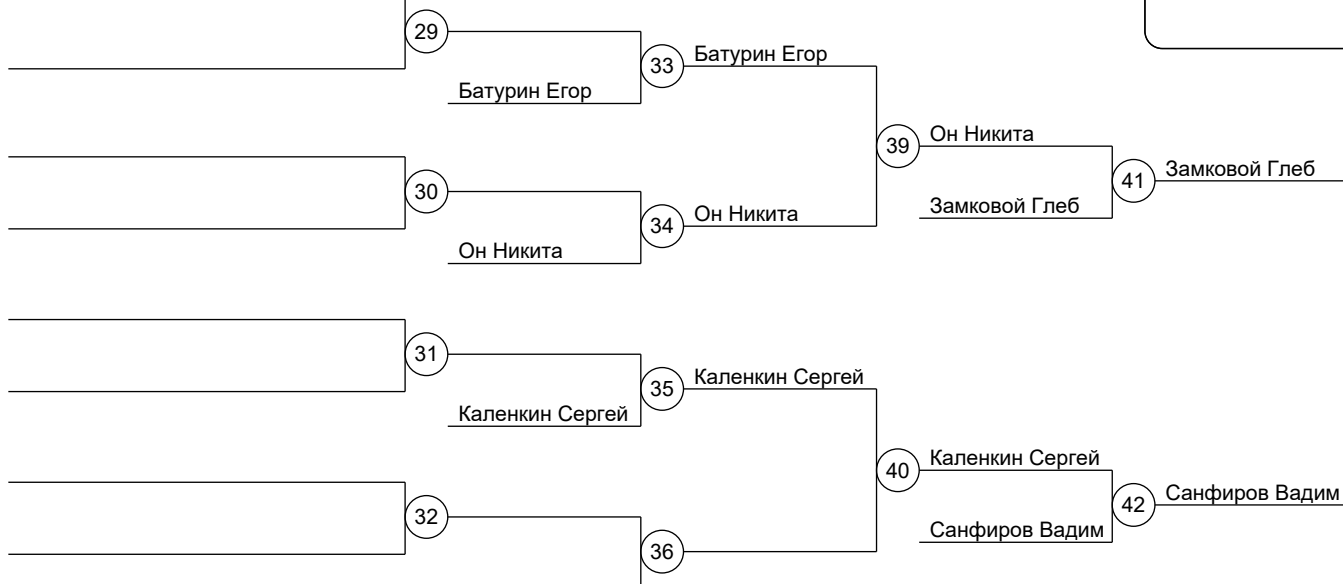 29
33
Батурин Егор
Батурин Егор
39
Он Никита
41
Замковой Глеб
30
34
Он Никита
Замковой Глеб
Он Никита
31
35
Каленкин Сергей
Каленкин Сергей
40
Каленкин Сергей
42
Санфиров Вадим
32
36
Санфиров Вадим